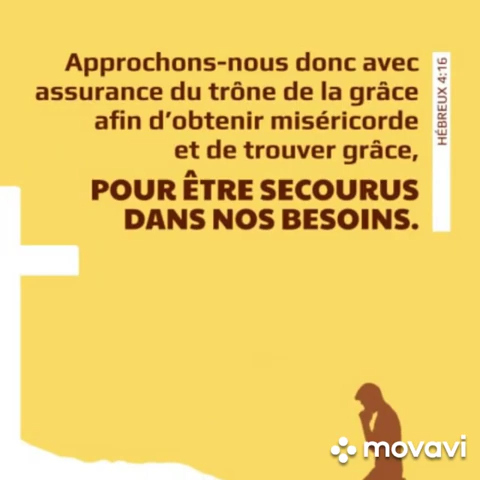 Approchons-nous donc avec
assurance du trône de la grâce
afin d'obtenir miséricorde
et de trouver grâce,
POUR ÊTRE SECOURUS
DANS NOS BESOINS.
HÉBREUX 4:16
movavi